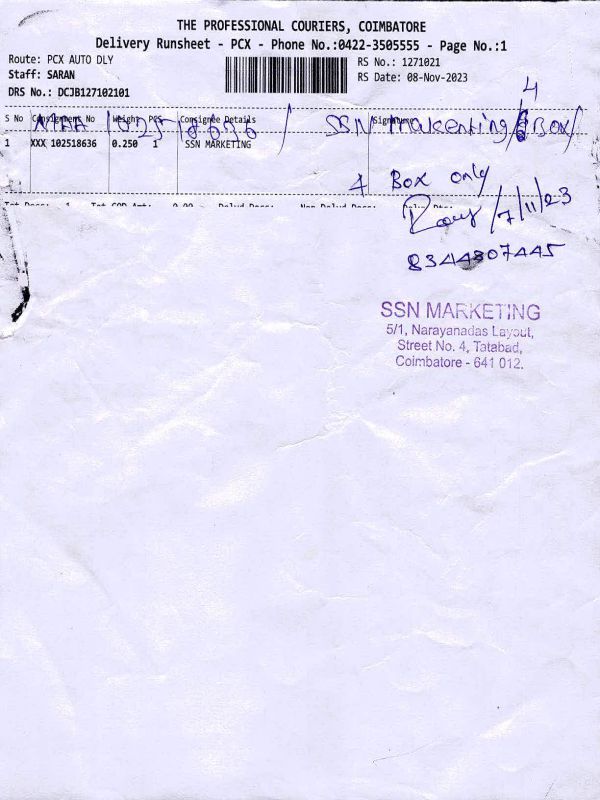 THE PROFESSIONAL COURIERS, COIMBATORE
Delivery Runsheet - PCX - Phone No.:0422-3505555 - Page No.:1
Route: PCX AUTO DLY
Staff: SARAN
DRS No.: DCJB127102101
RS No.: 1271021
RS Date: 08-Nov-2023
4
S No Consignment No Weight PCS Consignee Details Signature
SSN Marketing / Box /
1 XXX 102518636 0.250 1 SSN MARKETING
4 Box only
/7/11/23
8344807445
SSN MARKETING
5/1, Narayanadas Layout,
Street No. 4, Tatabad,
Coimbatore - 641 012.